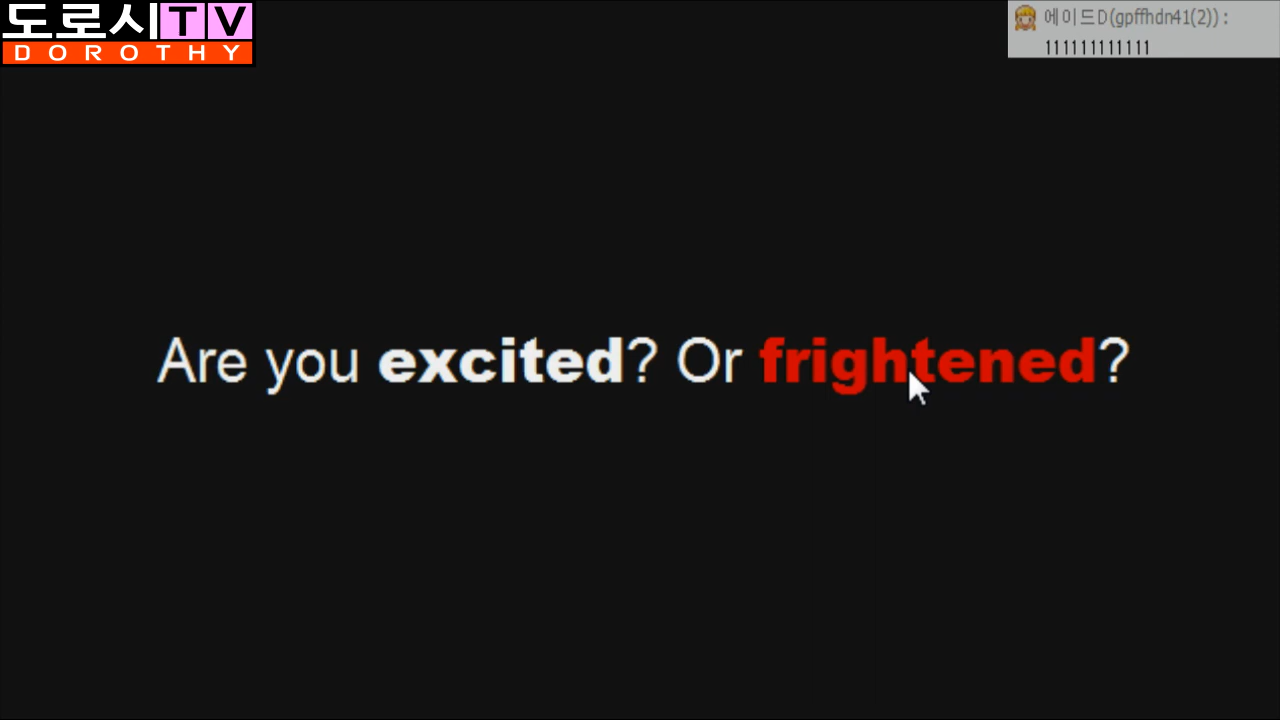 도로시TV
DOROTHY
에이드D(gpffhdn41(2)) :
111111111111
Are you excited? Or frightened?